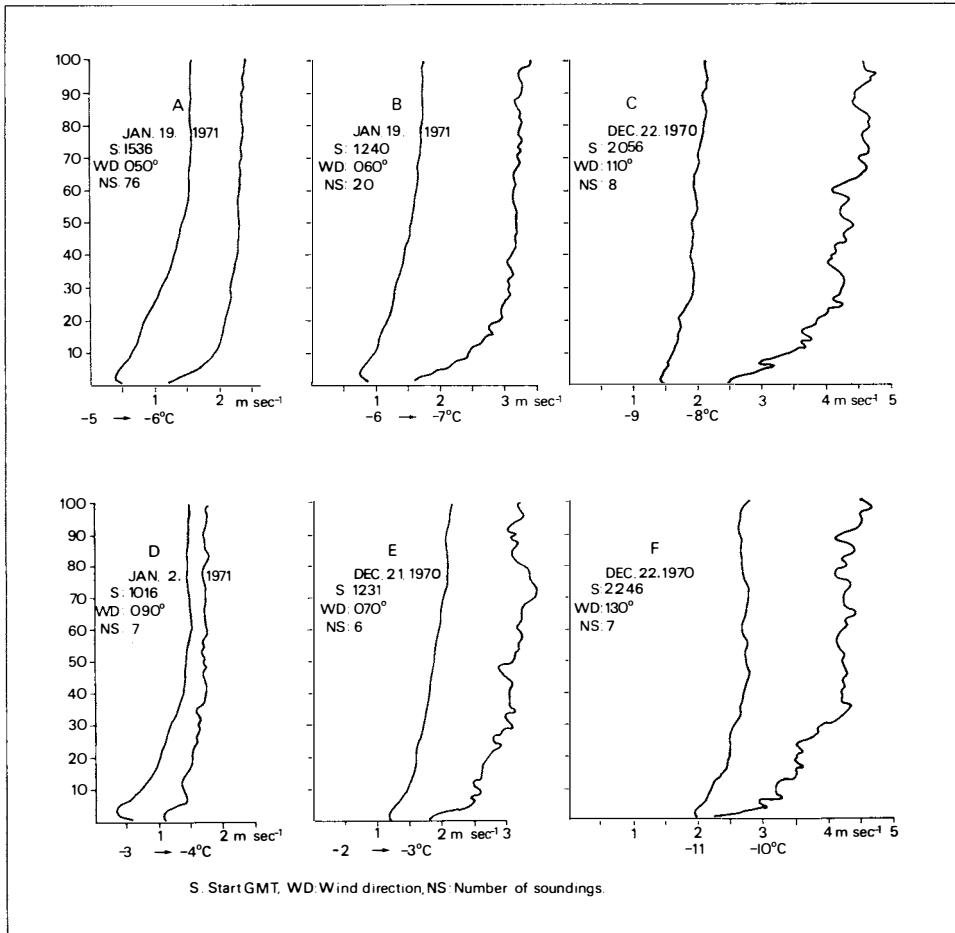 100
90
80
70
60
50
40
30
20
10
A
JAN. 19. 1971
S: 1536
WD: 050°
NS: 76
1 2 m sec⁻¹
-5 → -6°C
B
JAN 19. 1971
S: 1240
WD: 060°
NS: 20
1 2 3 m sec⁻¹
-6 → -7°C
C
DEC. 22. 1970
S: 2056
WD: 110°
NS: 8
1 2 3 4 m sec⁻¹ 5
-9 -8°C
100
90
80
70
60
50
40
30
20
10
D
JAN. 2. 1971
S: 1016
WD: 090°
NS: 7
1 2 m sec⁻¹
-3 → -4°C
E
DEC. 21. 1970
S 1231
WD: 070°
NS: 6
1 2 m sec⁻¹ 3
-2 → -3°C
F
DEC. 22. 1970
S: 2246
WD: 130°
NS: 7
1 2 3 4 m sec⁻¹ 5
-11 -10°C
S. Start GMT, WD: Wind direction, NS: Number of soundings.